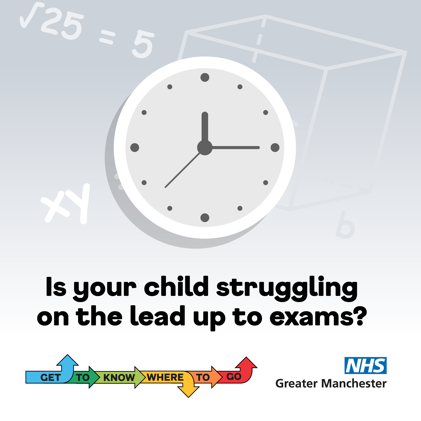 √25 = 5
xy
b
Is your child struggling
on the lead up to exams?
GET TO KNOW WHERE TO GO
NHS
Greater Manchester